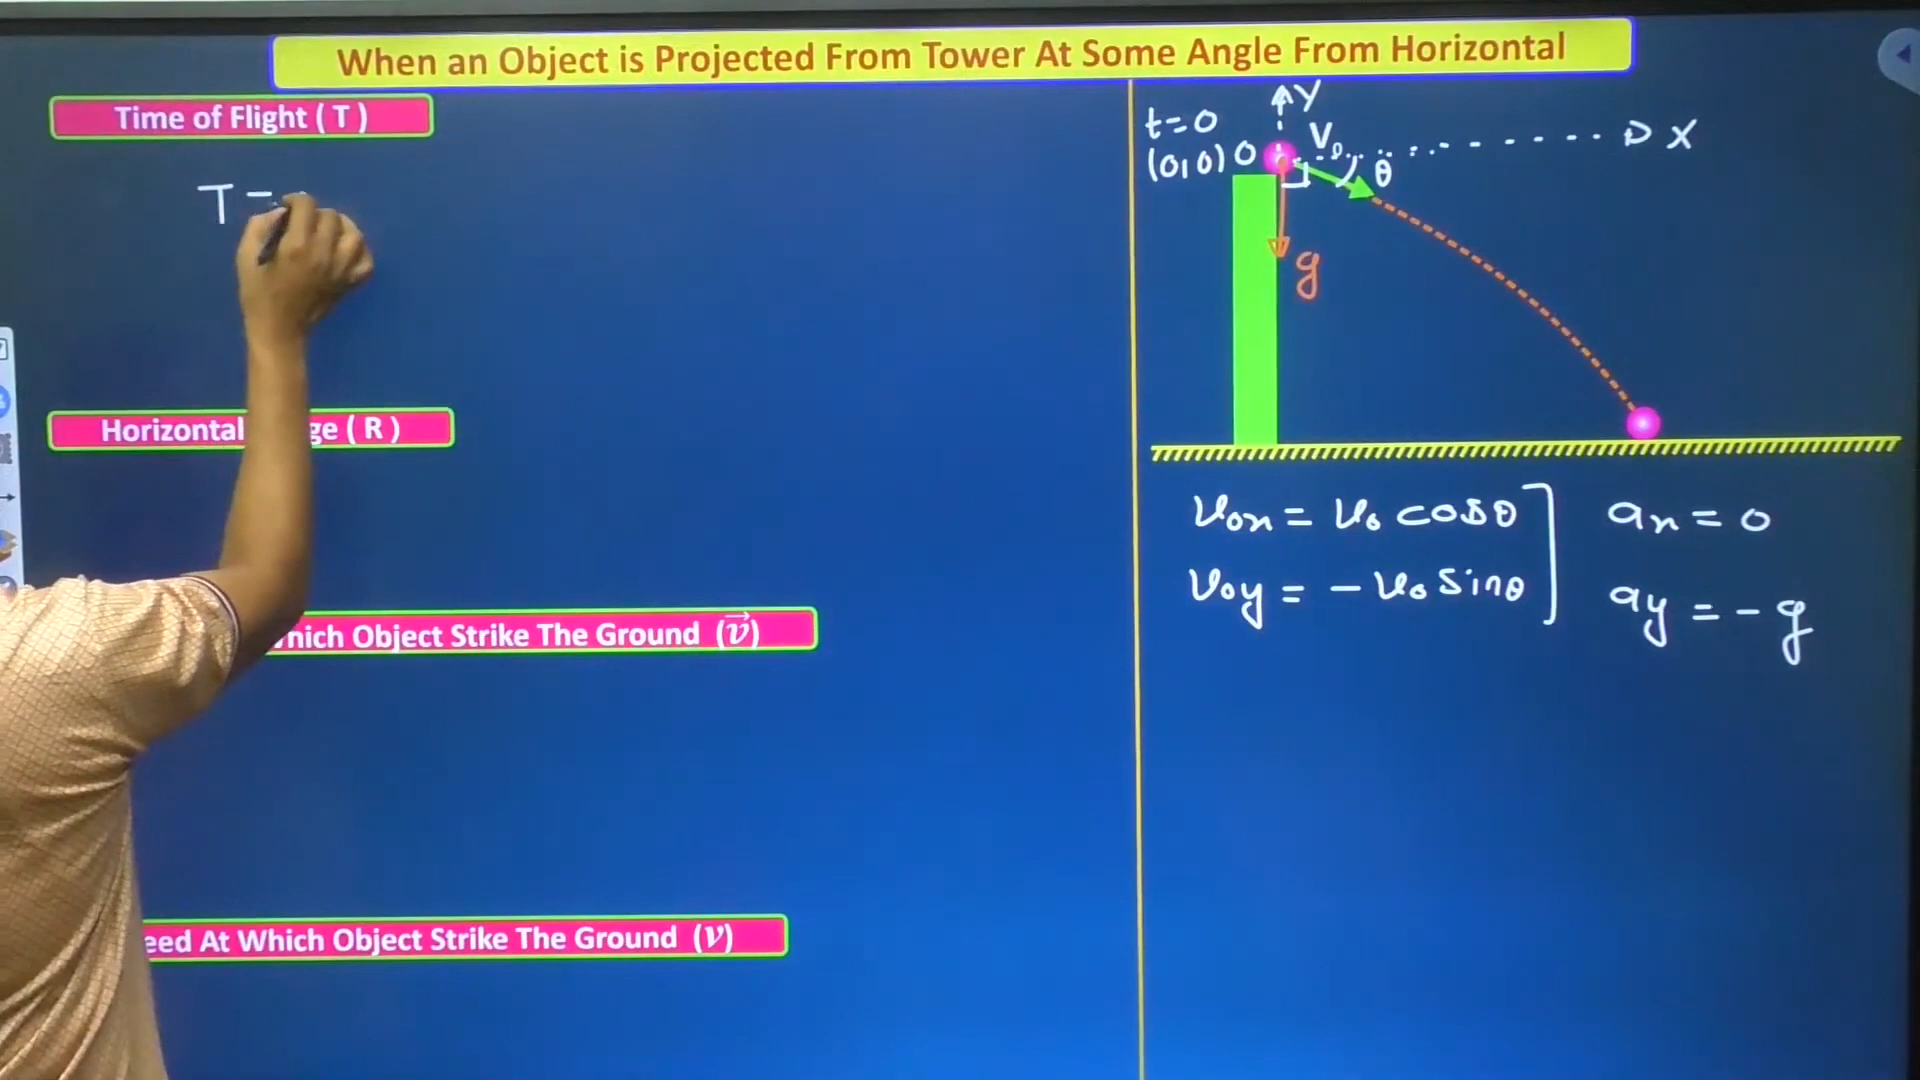 When an Object is Projected From Tower At Some Angle From Horizontal
Time of Flight ( T )
T =
Horizontal ge ( R )
hich Object Strike The Ground (v⃗)
eed At Which Object Strike The Ground (v)
Y
t=0
(0,0) 0
V₀
θ
X
g
v₀ₓ = v₀ cosθ
aₓ = 0
v₀y = - v₀ sinθ
ay = - g